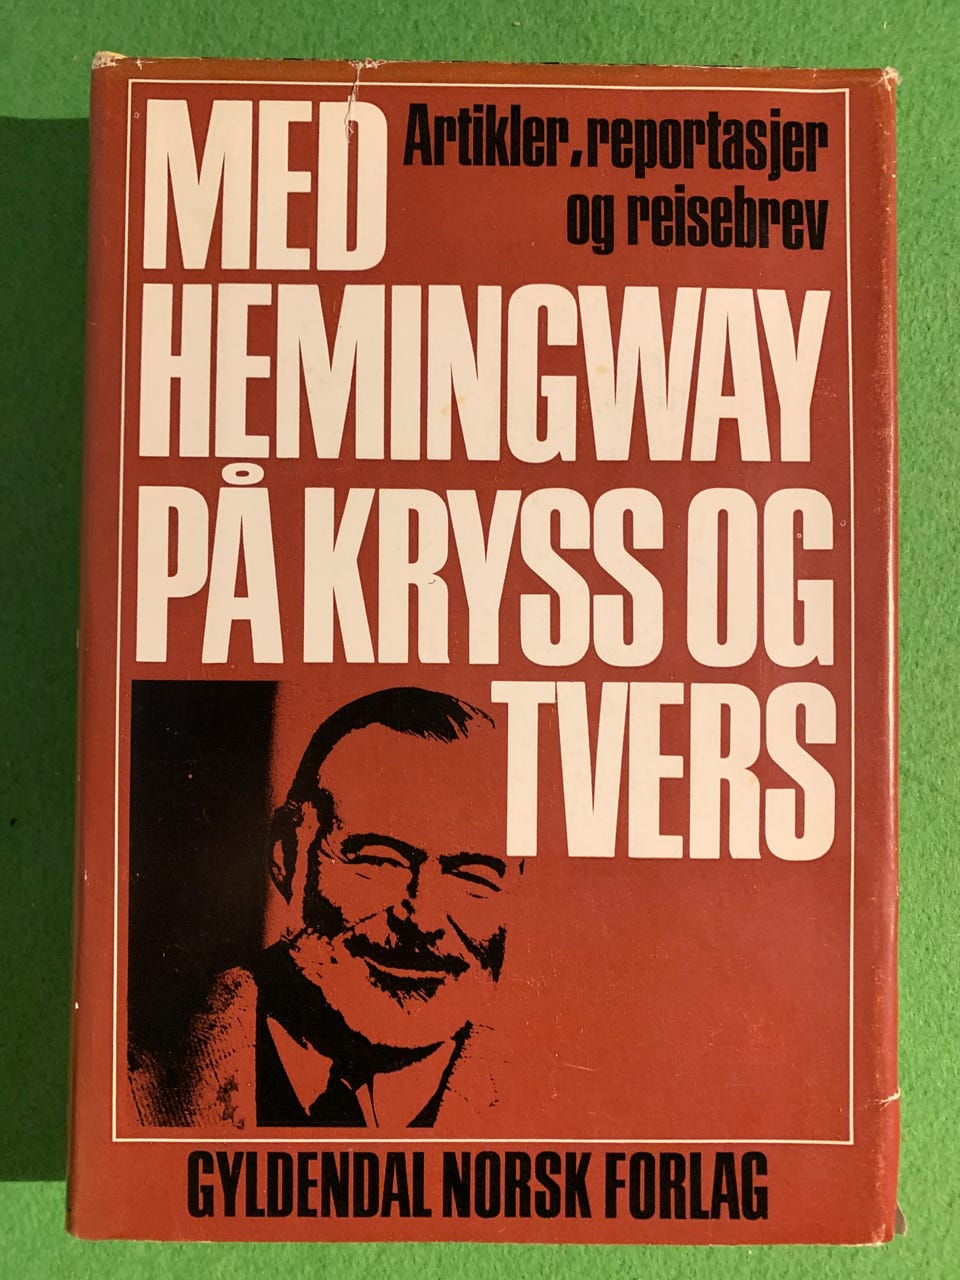 MED
Artikler, reportasjer
og reisebrev
HEMINGWAY
PÅ KRYSS OG
TVERS
GYLDENDAL NORSK FORLAG